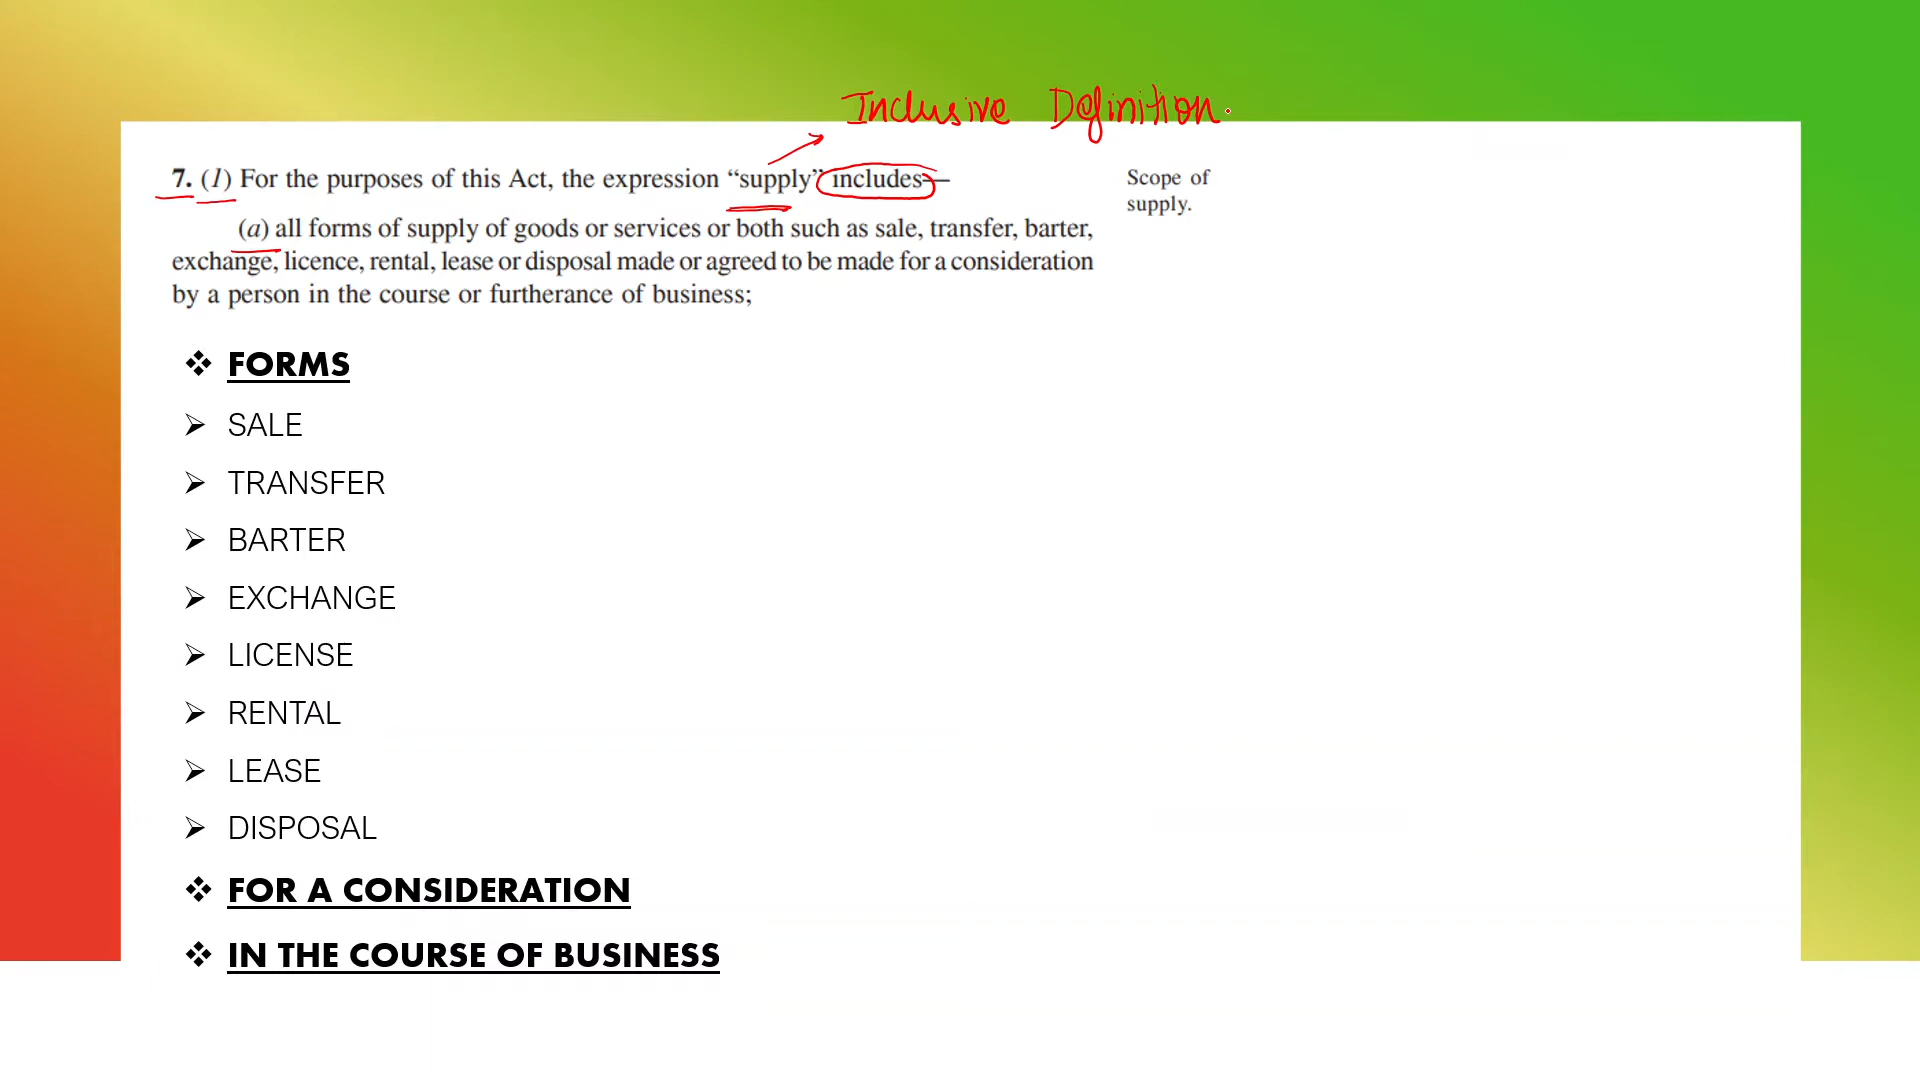 Inclusive Definition.
7. (1) For the purposes of this Act, the expression “supply” includes—
Scope of
supply.
(a) all forms of supply of goods or services or both such as sale, transfer, barter,
exchange, licence, rental, lease or disposal made or agreed to be made for a consideration
by a person in the course or furtherance of business;
❖ FORMS
➢ SALE
➢ TRANSFER
➢ BARTER
➢ EXCHANGE
➢ LICENSE
➢ RENTAL
➢ LEASE
➢ DISPOSAL
❖ FOR A CONSIDERATION
❖ IN THE COURSE OF BUSINESS